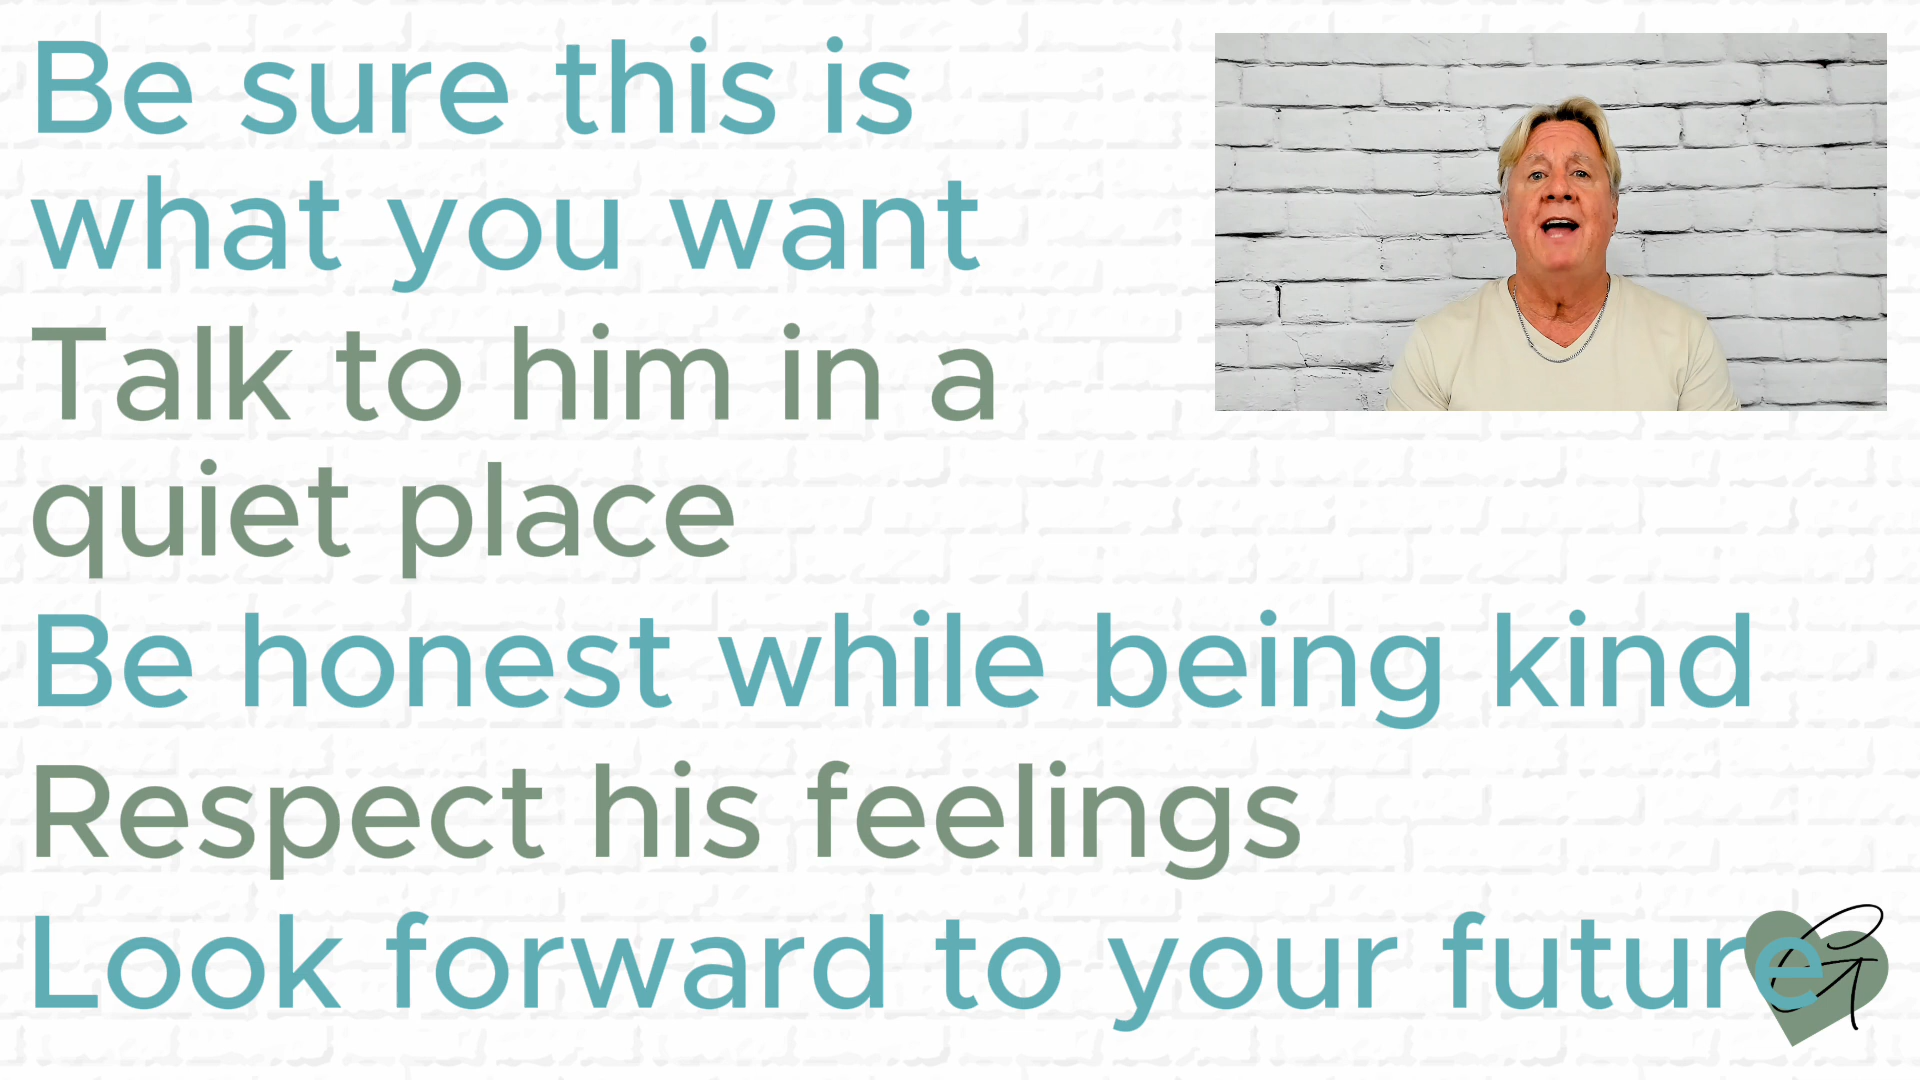 Be sure this is
what you want
Talk to him in a
quiet place
Be honest while being kind
Respect his feelings
Look forward to your future